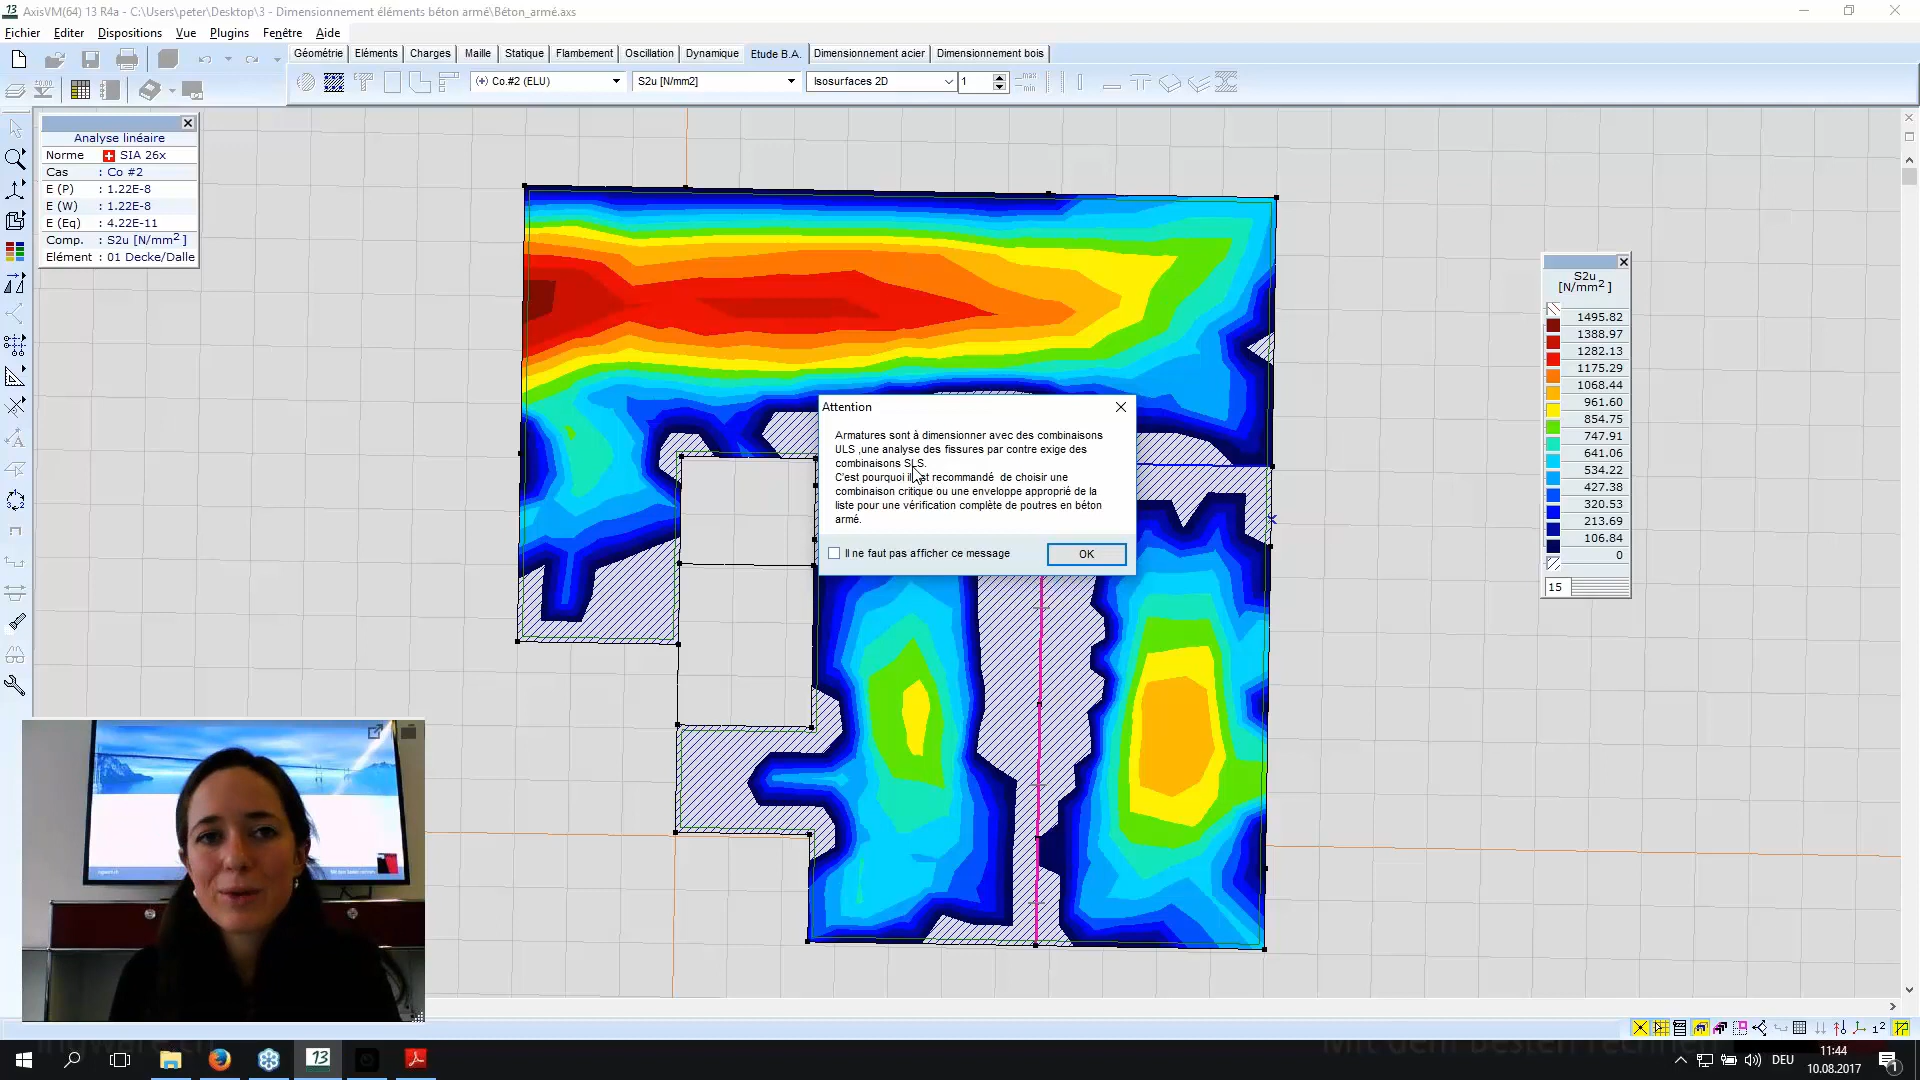 AxisVM(64) 13 R4a - C:\Users\peter\Desktop\3 - Dimensionnement éléments béton armé\Béton_armé.axs
Fichier Editer Dispositions Vue Plugins Fenêtre Aide
Géométrie Eléments Charges Maille Statique Flambement Oscillation Dynamique Etude B.A. Dimensionnement acier Dimensionnement bois
Co.#2 (ELU) S2u [N/mm2] Isosurfaces 2D 1
Analyse linéaire
Norme SIA 26x
Cas : Co #2
E (P) : 1.22E-8
E (W) : 1.22E-8
E (Eq) : 4.22E-11
Comp. : S2u [N/mm²]
Elément : 01 Decke/Dalle
S2u
[N/mm²]
1495.82
1388.97
1282.13
1175.29
1068.44
961.60
854.75
747.91
641.06
534.22
427.38
320.53
213.69
106.84
0
15
Attention
Armatures sont à dimensionner avec des combinaisons
ULS ,une analyse des fissures par contre exige des
combinaisons SLS.
C'est pourquoi il est recommandé de choisir une
combinaison critique ou une enveloppe approprié de la
liste pour une vérification complète de poutres en béton
armé.
Il ne faut pas afficher ce message
OK
13
DEU
11:44
10.08.2017